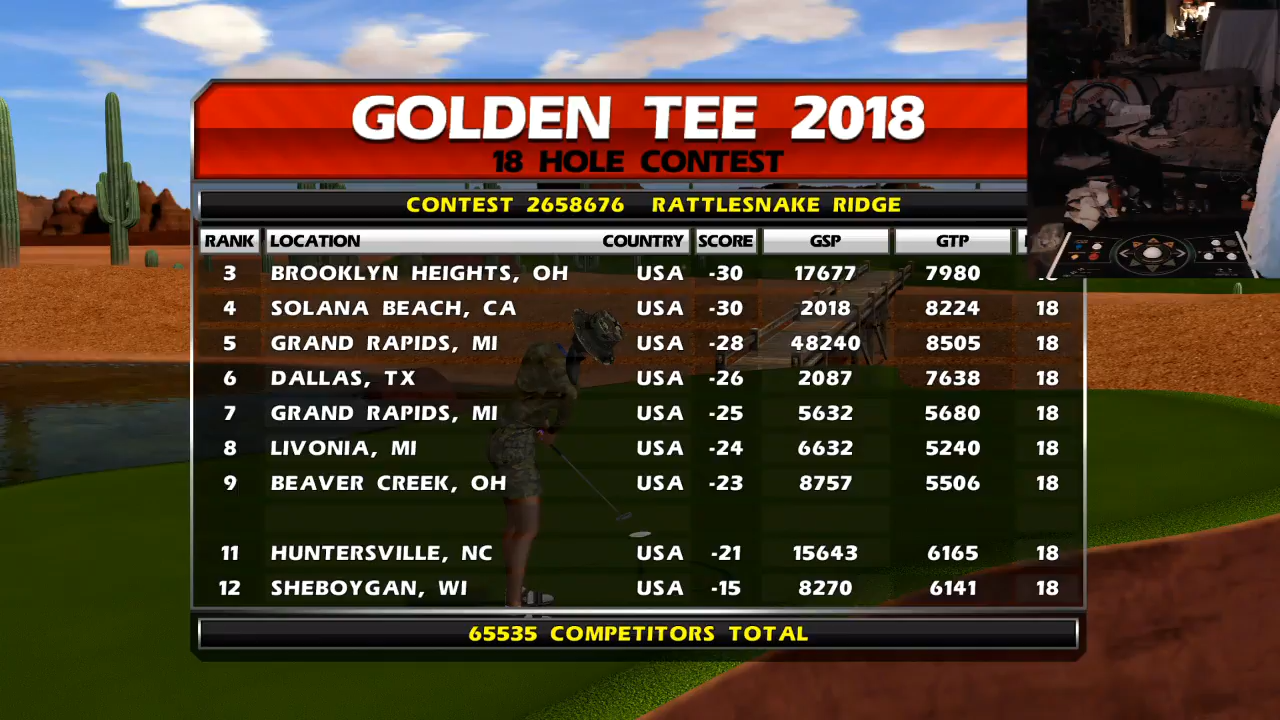 GOLDEN TEE 2018
18 HOLE CONTEST
CONTEST 2658676 RATTLESNAKE RIDGE
RANK LOCATION COUNTRY SCORE GSP GTP
3 BROOKLYN HEIGHTS, OH USA -30 17677 7980
4 SOLANA BEACH, CA USA -30 2018 8224 18
5 GRAND RAPIDS, MI USA -28 48240 8505 18
6 DALLAS, TX USA -26 2087 7638 18
7 GRAND RAPIDS, MI USA -25 5632 5680 18
8 LIVONIA, MI USA -24 6632 5240 18
9 BEAVER CREEK, OH USA -23 8757 5506 18
11 HUNTERSVILLE, NC USA -21 15643 6165 18
12 SHEBOYGAN, WI USA -15 8270 6141 18
65535 COMPETITORS TOTAL